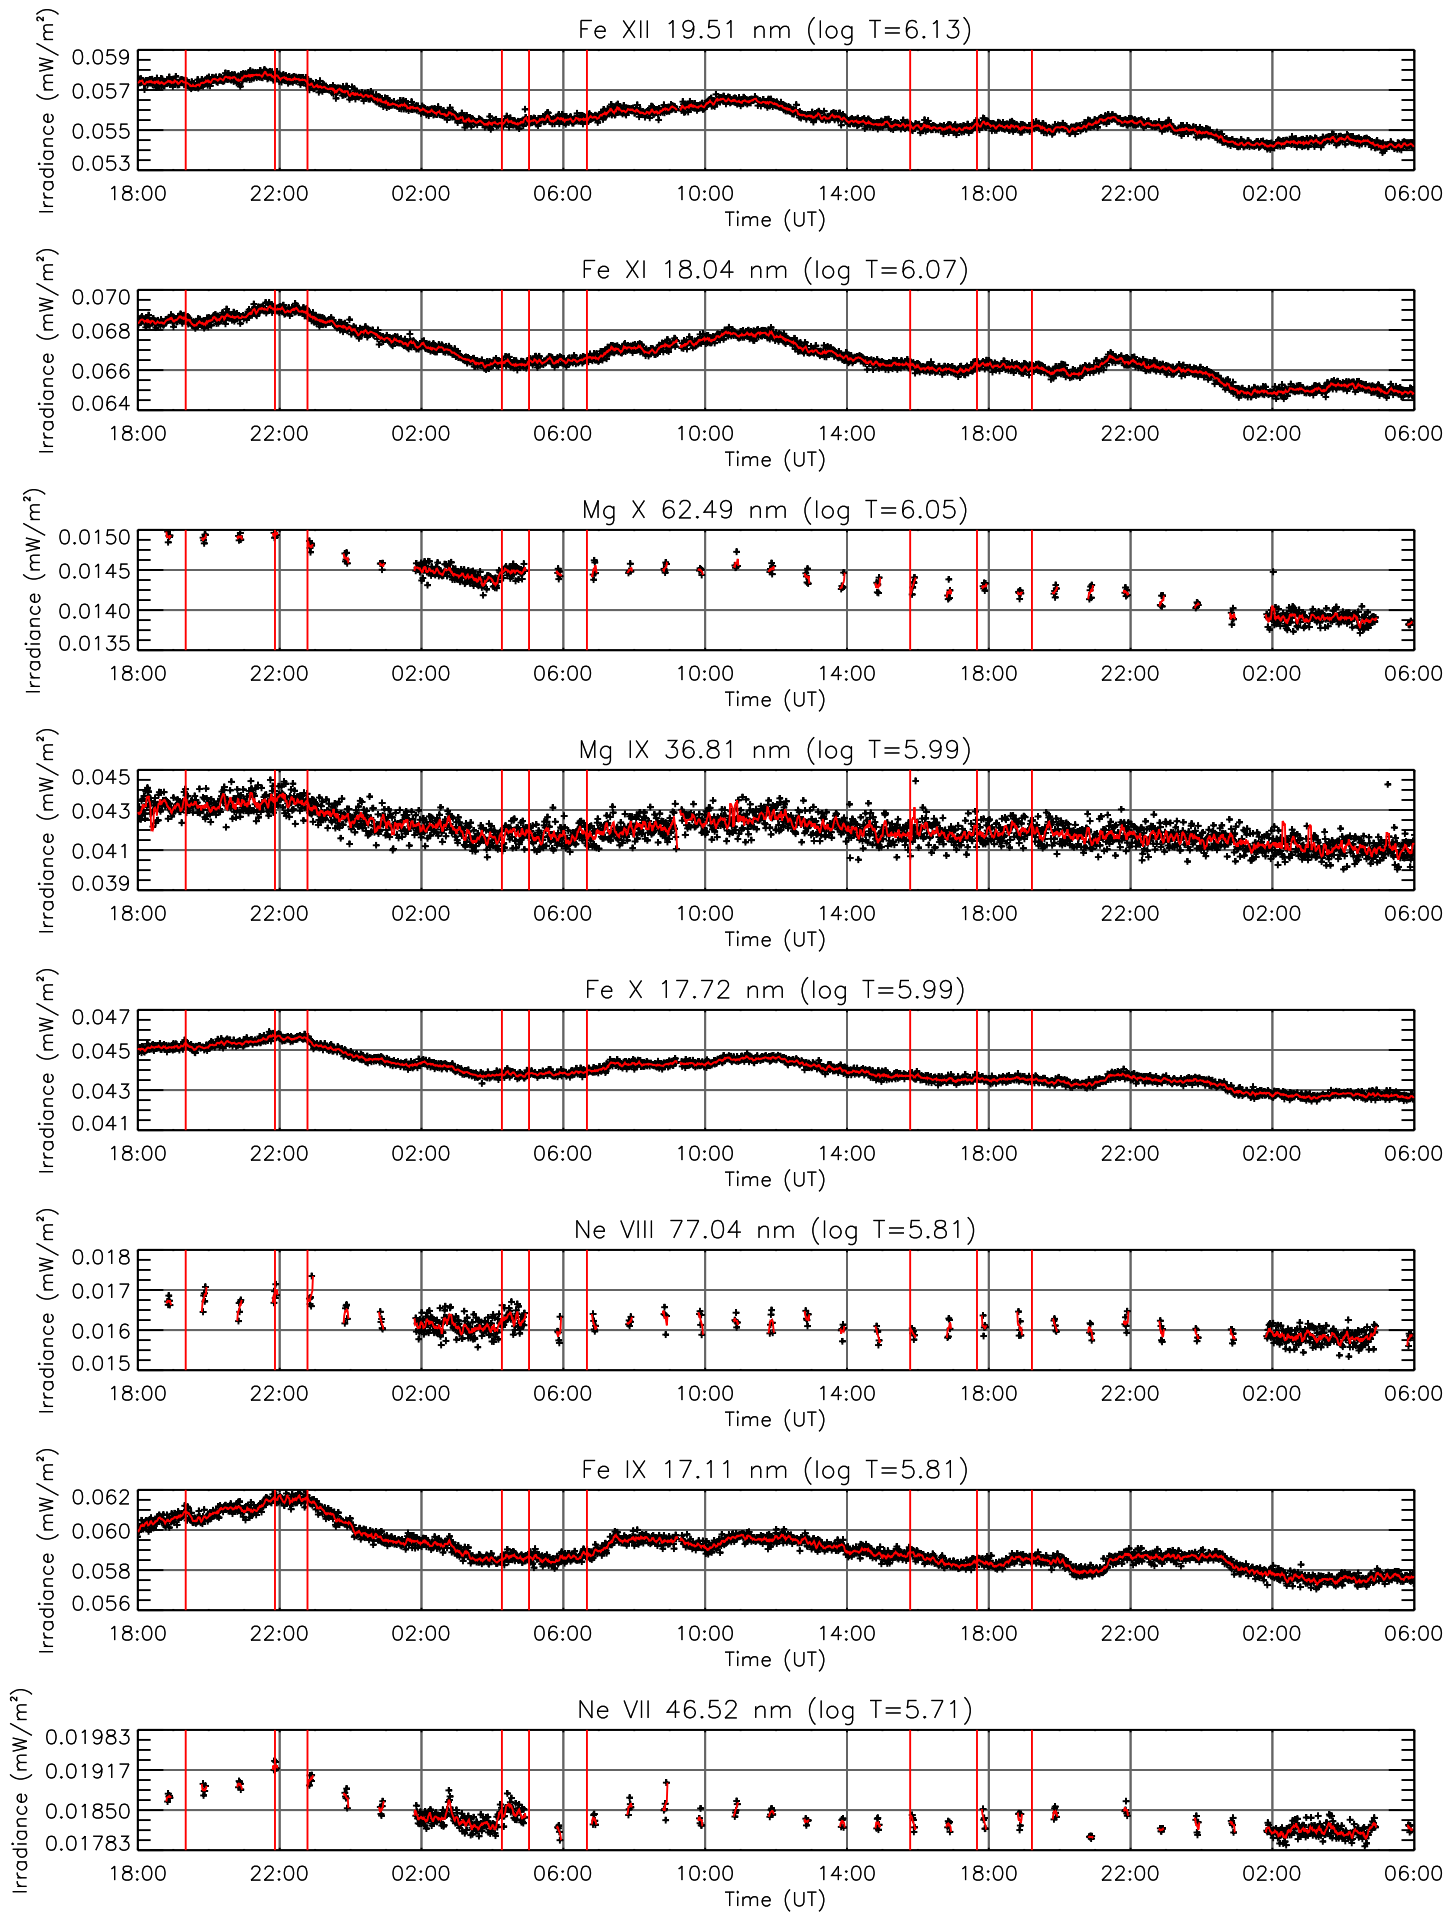 Fe XII 19.51 nm (log T=6.13)
Irradiance (mW/m²)
0.059
0.057
0.055
0.053
18:00 22:00 02:00 06:00 10:00 14:00 18:00 22:00 02:00 06:00
Time (UT)
Fe XI 18.04 nm (log T=6.07)
Irradiance (mW/m²)
0.070
0.068
0.066
0.064
18:00 22:00 02:00 06:00 10:00 14:00 18:00 22:00 02:00 06:00
Time (UT)
Mg X 62.49 nm (log T=6.05)
Irradiance (mW/m²)
0.0150
0.0145
0.0140
0.0135
18:00 22:00 02:00 06:00 10:00 14:00 18:00 22:00 02:00 06:00
Time (UT)
Mg IX 36.81 nm (log T=5.99)
Irradiance (mW/m²)
0.045
0.043
0.041
0.039
18:00 22:00 02:00 06:00 10:00 14:00 18:00 22:00 02:00 06:00
Time (UT)
Fe X 17.72 nm (log T=5.99)
Irradiance (mW/m²)
0.047
0.045
0.043
0.041
18:00 22:00 02:00 06:00 10:00 14:00 18:00 22:00 02:00 06:00
Time (UT)
Ne VIII 77.04 nm (log T=5.81)
Irradiance (mW/m²)
0.018
0.017
0.016
0.015
18:00 22:00 02:00 06:00 10:00 14:00 18:00 22:00 02:00 06:00
Time (UT)
Fe IX 17.11 nm (log T=5.81)
Irradiance (mW/m²)
0.062
0.060
0.058
0.056
18:00 22:00 02:00 06:00 10:00 14:00 18:00 22:00 02:00 06:00
Time (UT)
Ne VII 46.52 nm (log T=5.71)
Irradiance (mW/m²)
0.01983
0.01917
0.01850
0.01783
18:00 22:00 02:00 06:00 10:00 14:00 18:00 22:00 02:00 06:00
Time (UT)